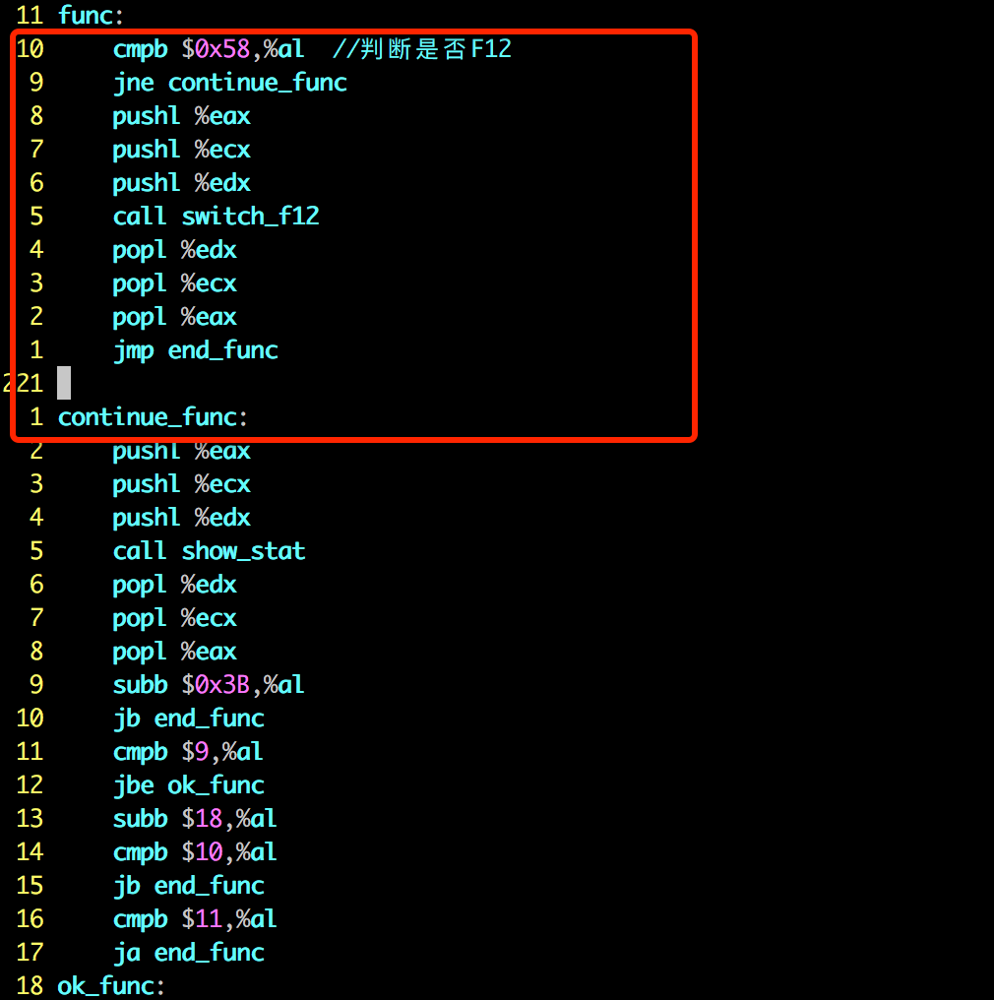 11 func:
10 cmpb $0x58,%al //判断是否F12
9 jne continue_func
8 pushl %eax
7 pushl %ecx
6 pushl %edx
5 call switch_f12
4 popl %edx
3 popl %ecx
2 popl %eax
1 jmp end_func
221
1 continue_func:
2 pushl %eax
3 pushl %ecx
4 pushl %edx
5 call show_stat
6 popl %edx
7 popl %ecx
8 popl %eax
9 subb $0x3B,%al
10 jb end_func
11 cmpb $9,%al
12 jbe ok_func
13 subb $18,%al
14 cmpb $10,%al
15 jb end_func
16 cmpb $11,%al
17 ja end_func
18 ok_func: